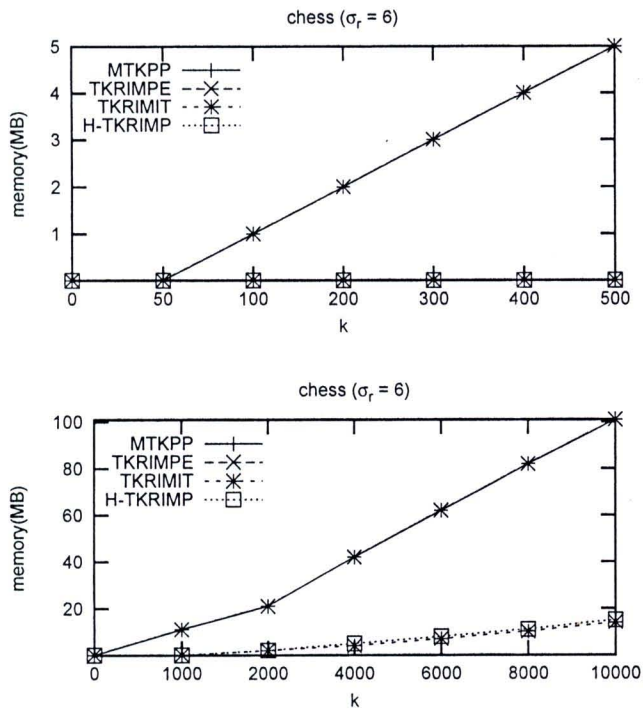 chess (σr = 6)
5
4
3
2
1
memory(MB)
MTKPP
TKRIMPE
TKRIMIT
H-TKRIMP
0 50 100 200 300 400 500
k
chess (σr = 6)
100
80
60
40
20
memory(MB)
MTKPP
TKRIMPE
TKRIMIT
H-TKRIMP
0 1000 2000 4000 6000 8000 10000
k